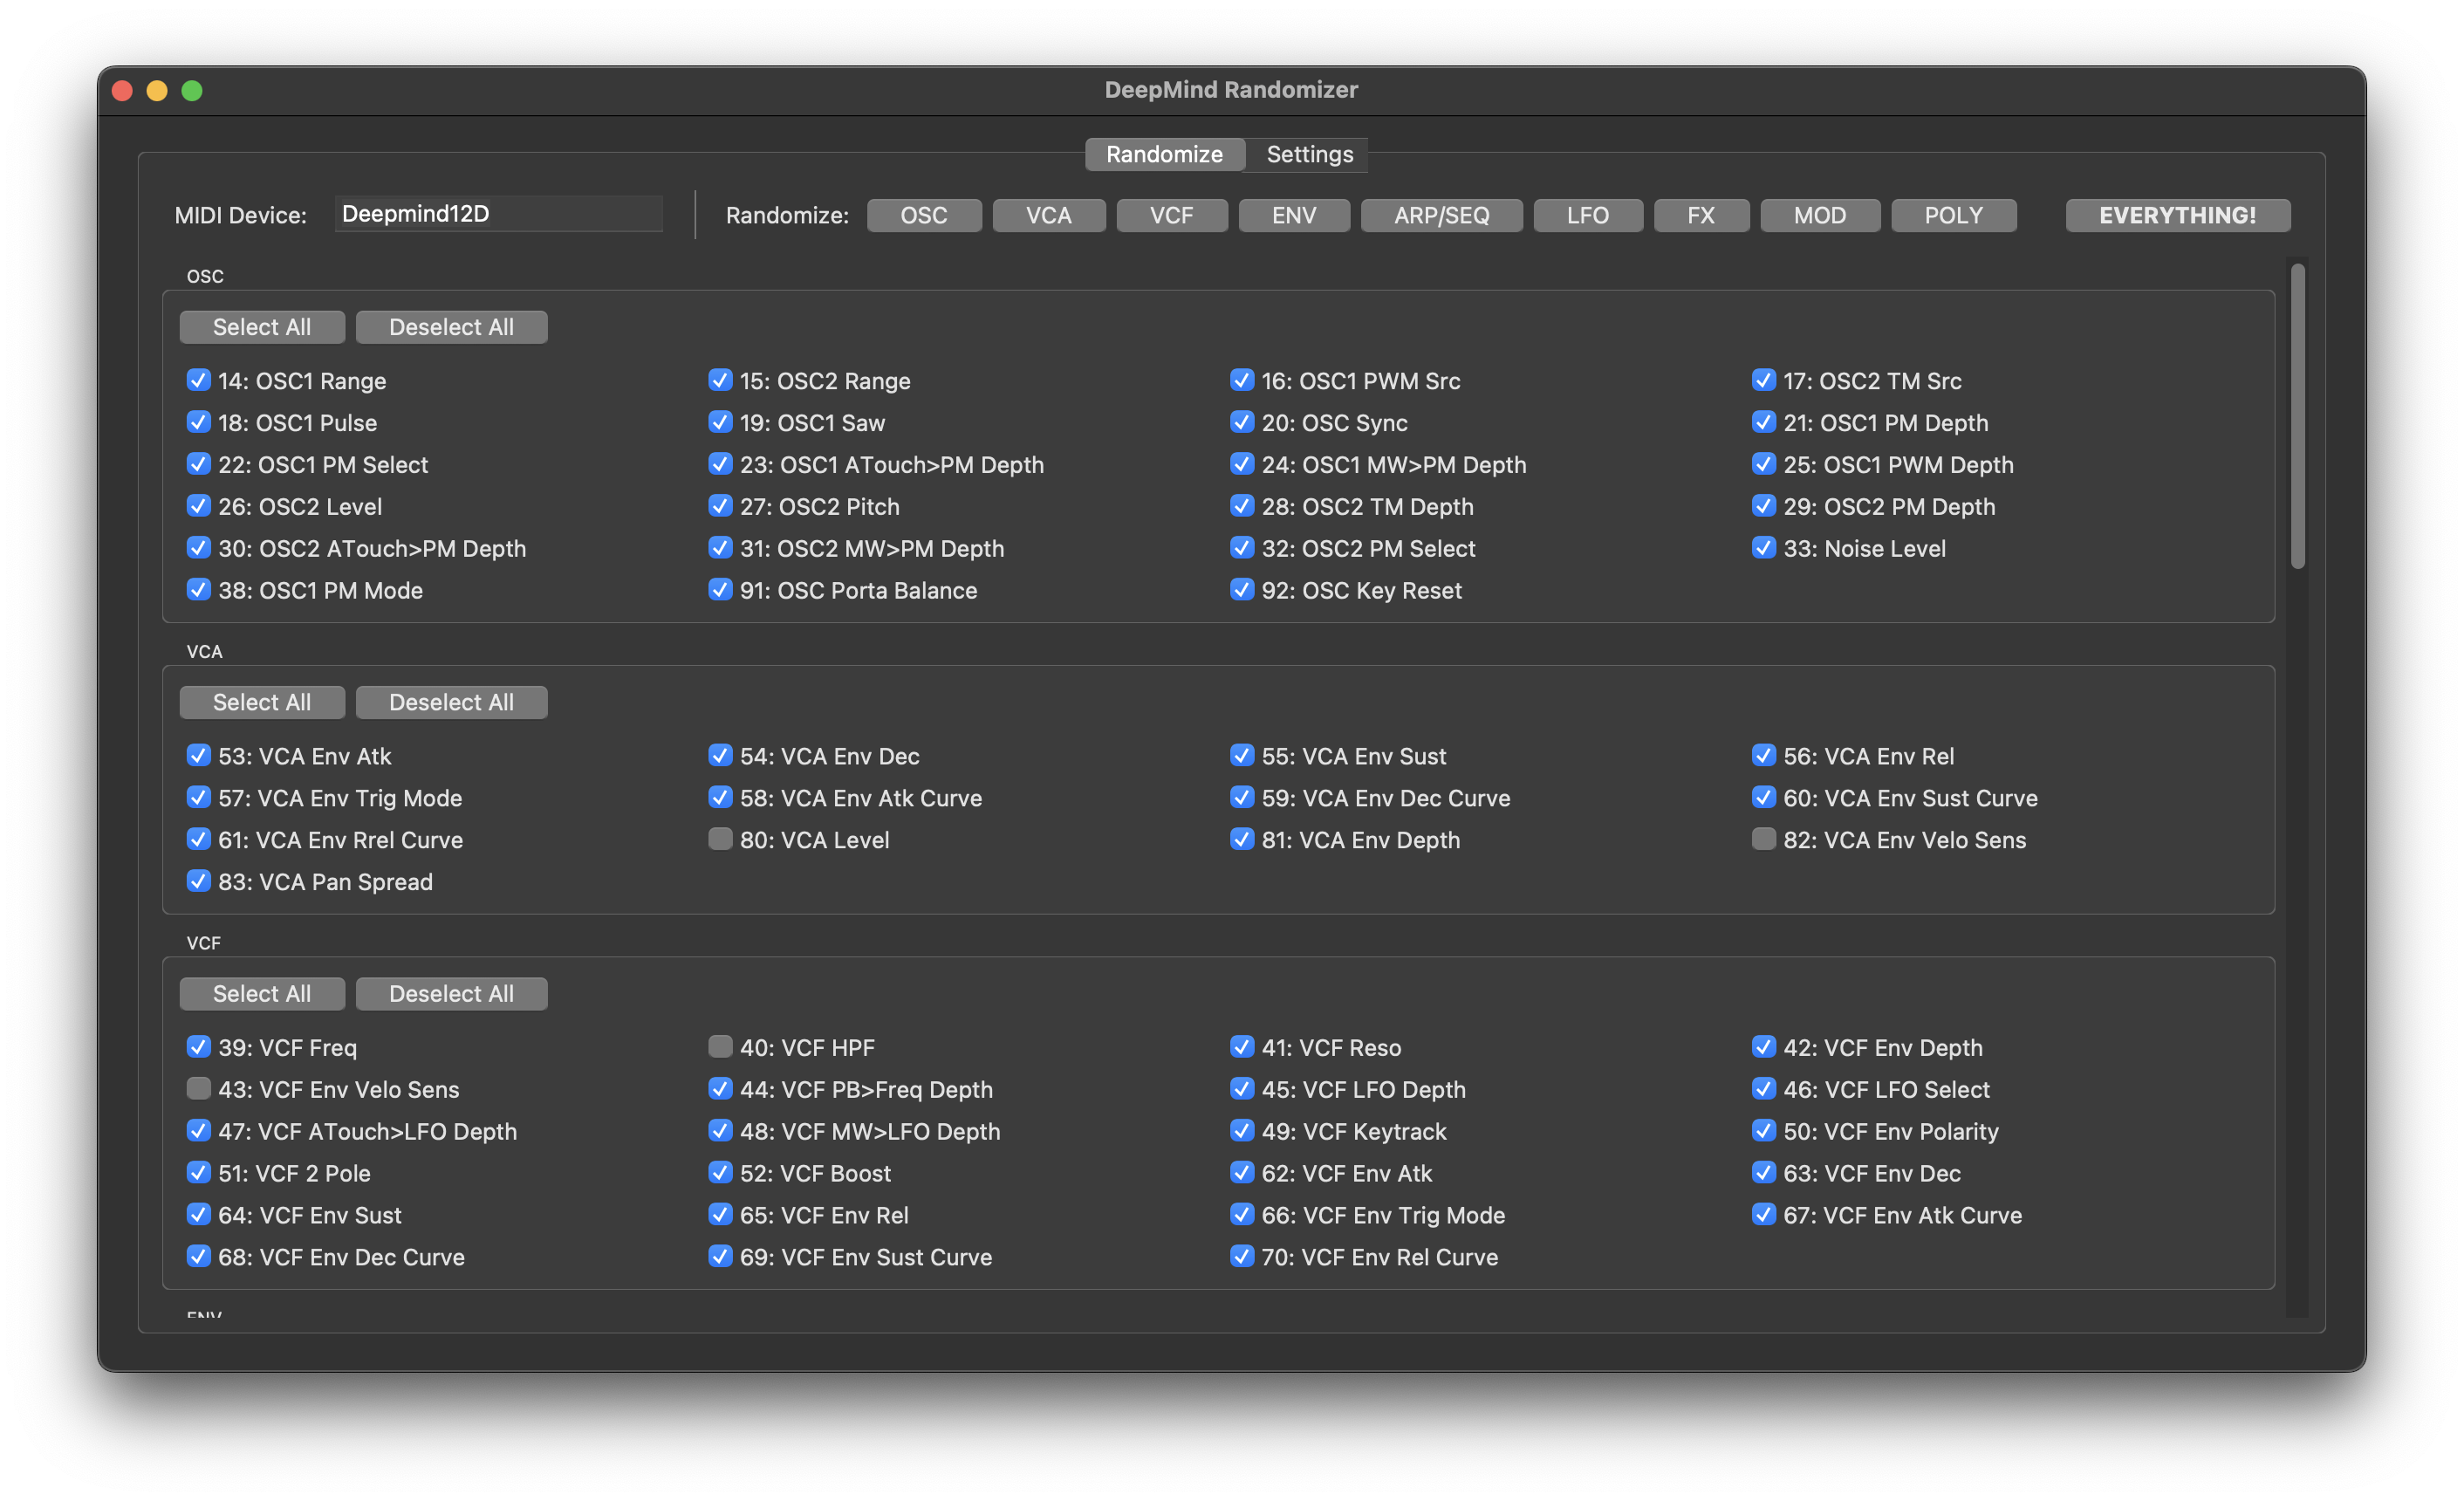 DeepMind Randomizer
Randomize Settings
MIDI Device: Deepmind12D Randomize: OSC VCA VCF ENV ARP/SEQ LFO FX MOD POLY EVERYTHING!
OSC
Select All Deselect All
14: OSC1 Range 15: OSC2 Range 16: OSC1 PWM Src 17: OSC2 TM Src
18: OSC1 Pulse 19: OSC1 Saw 20: OSC Sync 21: OSC1 PM Depth
22: OSC1 PM Select 23: OSC1 ATouch>PM Depth 24: OSC1 MW>PM Depth 25: OSC1 PWM Depth
26: OSC2 Level 27: OSC2 Pitch 28: OSC2 TM Depth 29: OSC2 PM Depth
30: OSC2 ATouch>PM Depth 31: OSC2 MW>PM Depth 32: OSC2 PM Select 33: Noise Level
38: OSC1 PM Mode 91: OSC Porta Balance 92: OSC Key Reset
VCA
Select All Deselect All
53: VCA Env Atk 54: VCA Env Dec 55: VCA Env Sust 56: VCA Env Rel
57: VCA Env Trig Mode 58: VCA Env Atk Curve 59: VCA Env Dec Curve 60: VCA Env Sust Curve
61: VCA Env Rrel Curve 80: VCA Level 81: VCA Env Depth 82: VCA Env Velo Sens
83: VCA Pan Spread
VCF
Select All Deselect All
39: VCF Freq 40: VCF HPF 41: VCF Reso 42: VCF Env Depth
43: VCF Env Velo Sens 44: VCF PB>Freq Depth 45: VCF LFO Depth 46: VCF LFO Select
47: VCF ATouch>LFO Depth 48: VCF MW>LFO Depth 49: VCF Keytrack 50: VCF Env Polarity
51: VCF 2 Pole 52: VCF Boost 62: VCF Env Atk 63: VCF Env Dec
64: VCF Env Sust 65: VCF Env Rel 66: VCF Env Trig Mode 67: VCF Env Atk Curve
68: VCF Env Dec Curve 69: VCF Env Sust Curve 70: VCF Env Rel Curve
ENV